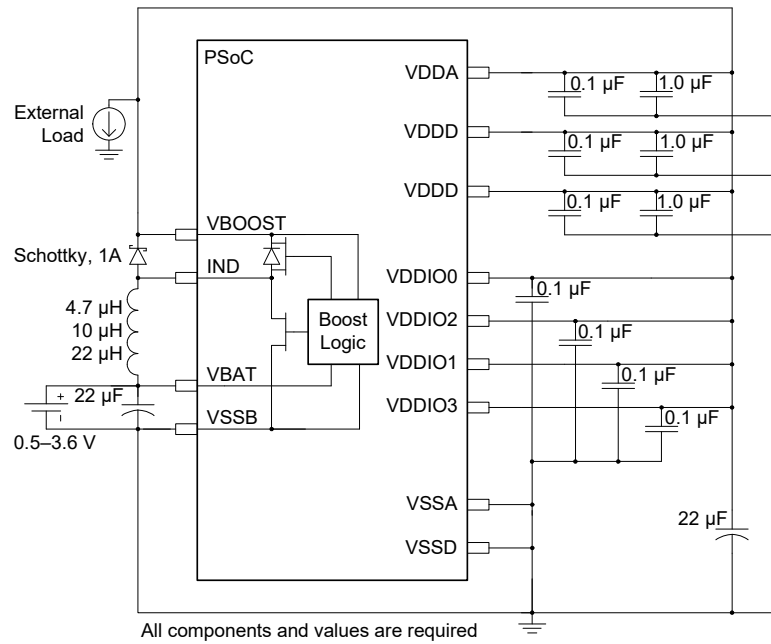 PSoC
VDDA
0.1 µF
1.0 µF
External
Load
VDDD
0.1 µF
1.0 µF
VDDD
0.1 µF
1.0 µF
VBOOST
Schottky, 1A
IND
VDDIO0
0.1 µF
4.7 µH
10 µH
22 µH
Boost
Logic
VDDIO2
0.1 µF
VDDIO1
0.1 µF
VBAT
22 µF
+
VDDIO3
0.1 µF
VSSB
0.5–3.6 V
VSSA
22 µF
VSSD
All components and values are required